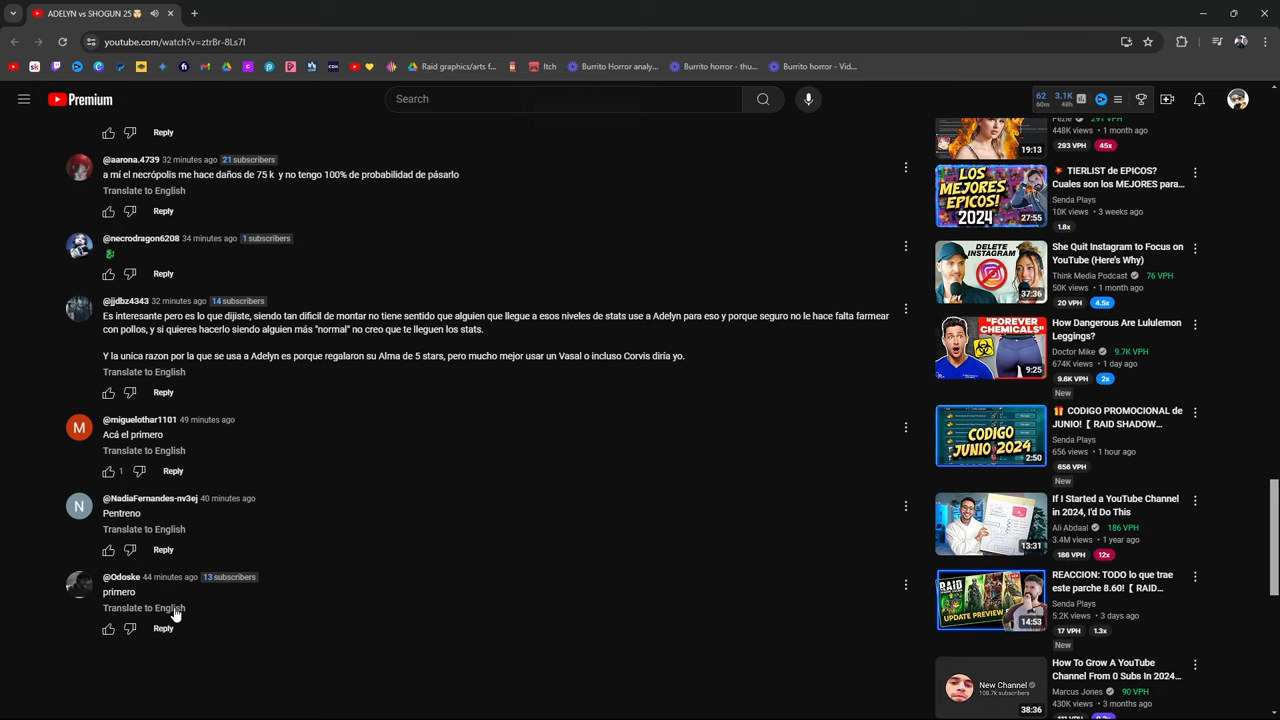 ADELYN vs SHOGUN 25🤯
youtube.com/watch?v=ztrBr-8Ls7I
Raid graphics/arts f...
Itch
Burrito Horror analy...
Burrito horror - thu...
Burrito horror - Vid...
Premium
Search
62
60m
3.1K
48h
Reply
@aarona.4739 32 minutes ago 21 subscribers
a mí el necrópolis me hace daños de 75 k y no tengo 100% de probabilidad de pásarlo
Translate to English
Reply
@necrodragon6208 34 minutes ago 1 subscribers
🐉
Reply
@jjdbz4343 32 minutes ago 14 subscribers
Es interesante pero es lo que dijiste, siendo tan dificil de montar no tiene sentido que alguien que llegue a esos niveles de stats use a Adelyn para eso y porque seguro no le hace falta farmear
con pollos, y si quieres hacerlo siendo alguien más "normal" no creo que te lleguen los stats.
Y la unica razon por la que se usa a Adelyn es porque regalaron su Alma de 5 stars, pero mucho mejor usar un Vasal o incluso Corvis diría yo.
Translate to English
Reply
@miguelothar1101 49 minutes ago
Acá el primero
Translate to English
1 Reply
@NadiaFernandes-nv3ej 40 minutes ago
Pentreno
Translate to English
Reply
@Odoske 44 minutes ago 13 subscribers
primero
Translate to English
Reply
19:13
448K views • 1 month ago
293 VPH 45x
LOS
MEJORES
EPICOS!
2024
27:55
💥 TIERLIST de EPICOS?
Cuales son los MEJORES para...
Senda Plays
10K views • 3 weeks ago
1.8x
DELETE
INSTAGRAM
37:36
She Quit Instagram to Focus on
YouTube (Here's Why)
Think Media Podcast 76 VPH
50K views • 1 month ago
20 VPH 4.5x
"FOREVER
CHEMICALS"
9:25
How Dangerous Are Lululemon
Leggings?
Doctor Mike 9.7K VPH
674K views • 1 day ago
9.6K VPH 2x
New
CODIGO
JUNIO! 2024
2:50
🎁 CODIGO PROMOCIONAL de
JUNIO!【 RAID SHADOW...
Senda Plays
656 views • 1 hour ago
656 VPH
New
13:31
If I Started a YouTube Channel
in 2024, I'd Do This
Ali Abdaal 186 VPH
3.4M views • 1 year ago
186 VPH 12x
RAID
UPDATE PREVIEW
14:53
REACCION: TODO lo que trae
este parche 8.60!【 RAID...
Senda Plays
5.2K views • 3 days ago
17 VPH 1.3x
New
New Channel
108.7k subscribers
38:36
How To Grow A YouTube
Channel From 0 Subs In 2024...
Marcus Jones 90 VPH
430K views • 3 months ago